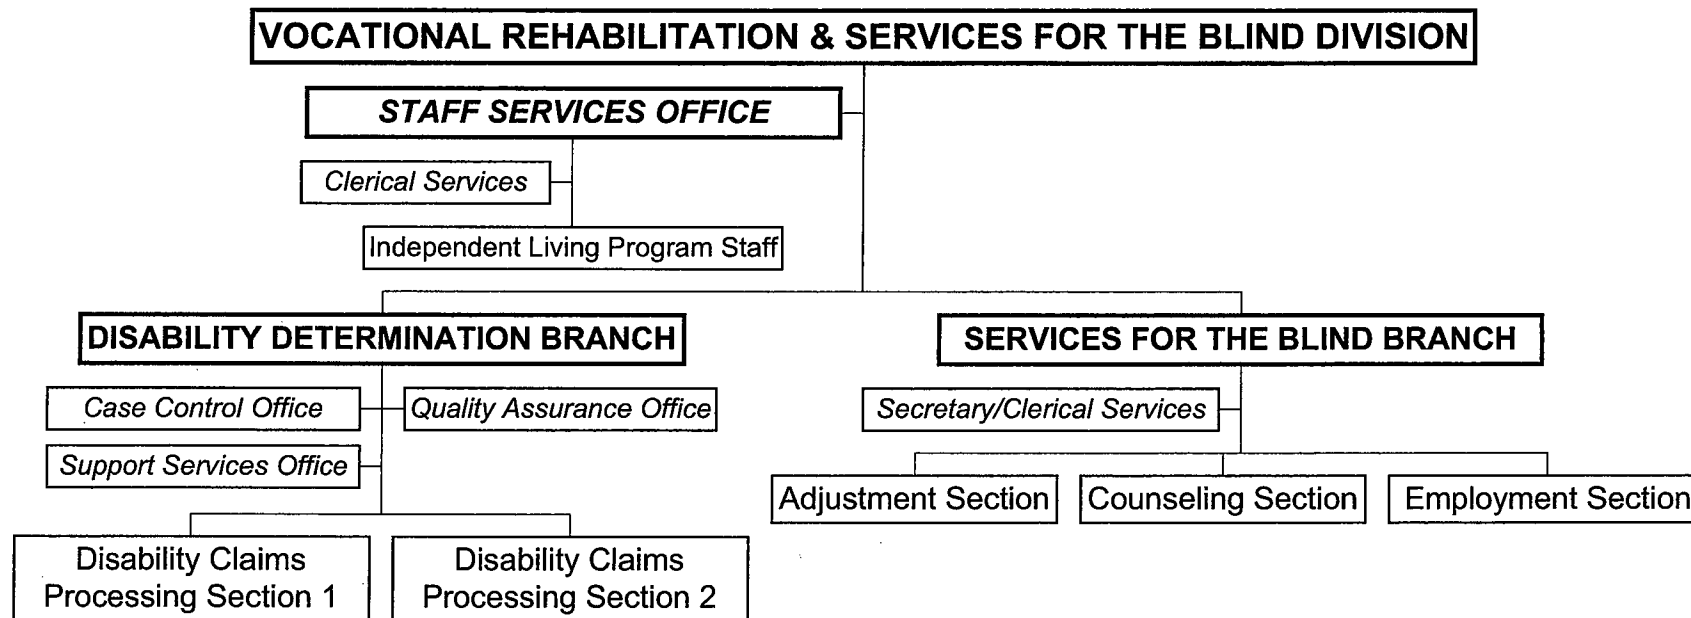 VOCATIONAL REHABILITATION & SERVICES FOR THE BLIND DIVISION
STAFF SERVICES OFFICE
Clerical Services
Independent Living Program Staff
DISABILITY DETERMINATION BRANCH
SERVICES FOR THE BLIND BRANCH
Case Control Office
Quality Assurance Office
Secretary/Clerical Services
Support Services Office
Adjustment Section
Counseling Section
Employment Section
Disability Claims
Processing Section 1
Disability Claims
Processing Section 2